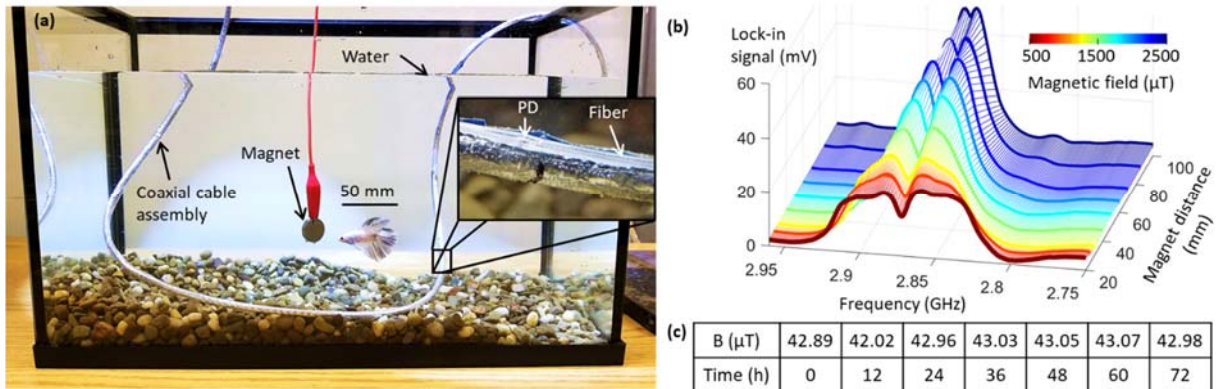 (a)
Water
PD
Fiber
Magnet
50 mm
Coaxial cable
assembly
(b)
Lock-in
signal (mV)
500 1500 2500
Magnetic field (μT)
60
40
20
0
2.95
2.9
2.85
2.8
2.75
Frequency (GHz)
100
80
60
40
20
Magnet distance
(mm)
(c)
B (μT) 42.89 42.02 42.96 43.03 43.05 43.07 42.98
Time (h) 0 12 24 36 48 60 72